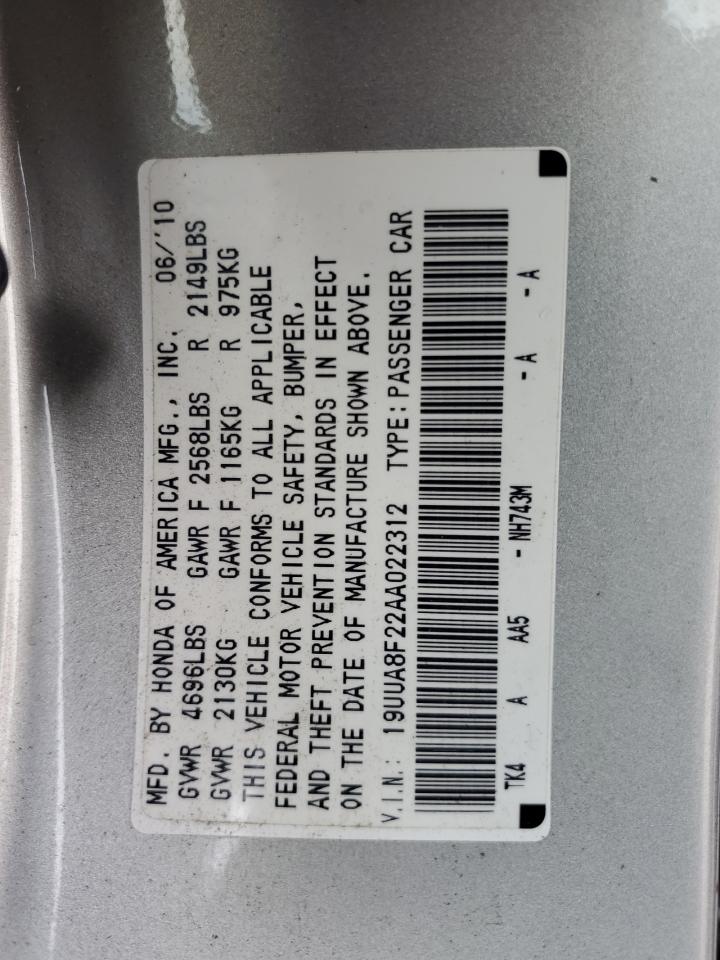 MFD. BY HONDA OF AMERICA MFG., INC. 06/'10
GVWR 4696LBS GAWR F 2568LBS R 2149LBS
GVWR 2130KG GAWR F 1165KG R 975KG
THIS VEHICLE CONFORMS TO ALL APPLICABLE
FEDERAL MOTOR VEHICLE SAFETY, BUMPER,
AND THEFT PREVENTION STANDARDS IN EFFECT
ON THE DATE OF MANUFACTURE SHOWN ABOVE.
V.I.N.: 19UUA8F22AA022312 TYPE:PASSENGER CAR
TK4 A AA5 - NH743M - A - A